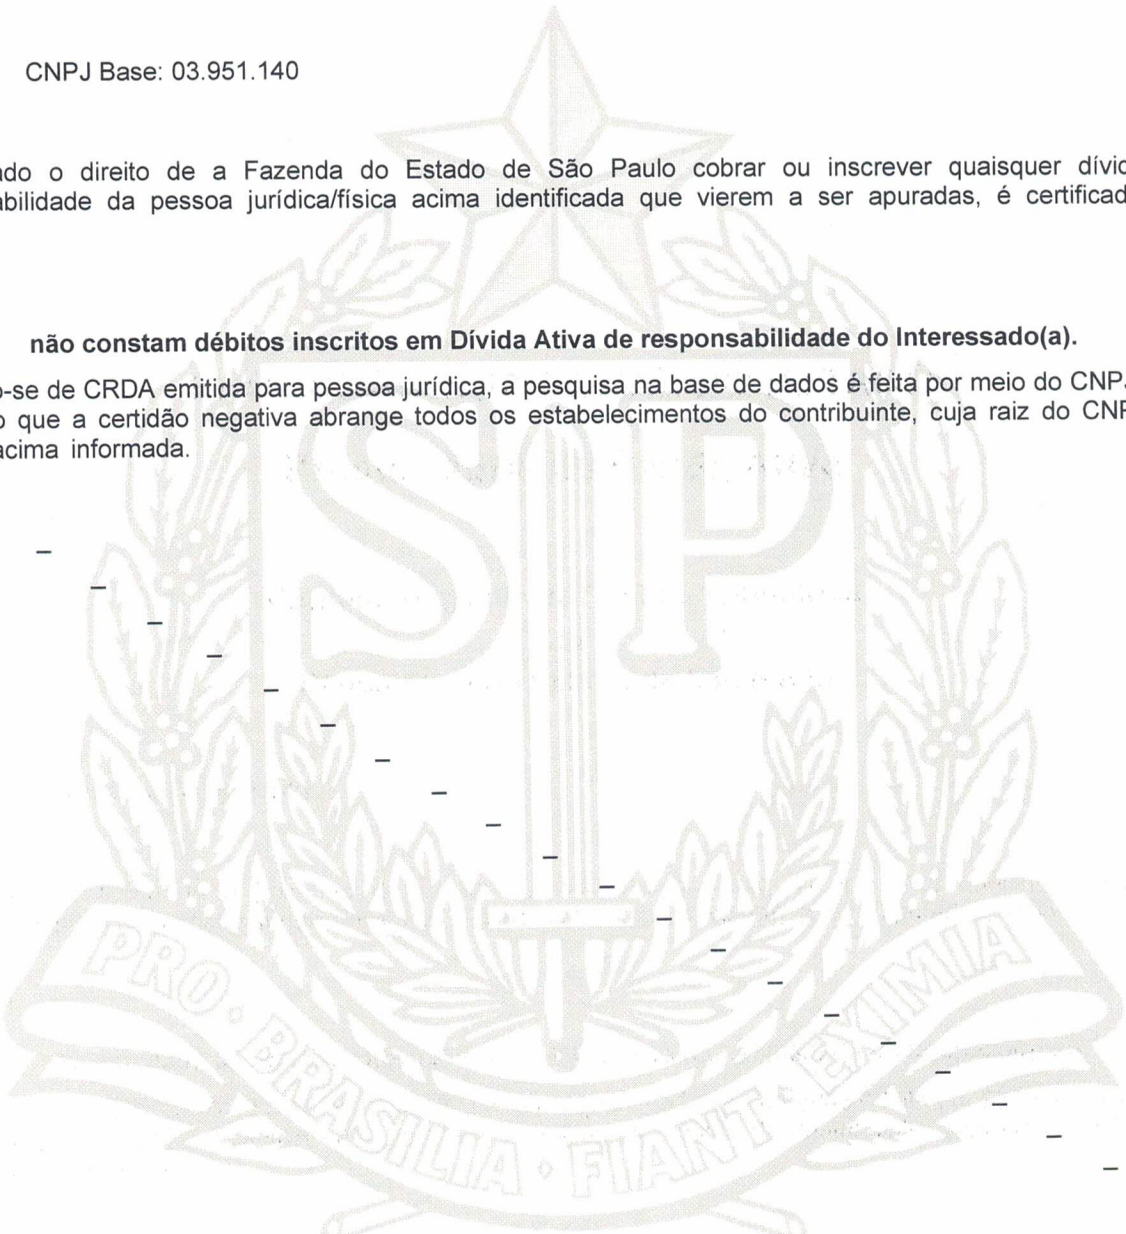 CNPJ Base: 03.951.140
do o direito de a Fazenda do Estado de São Paulo cobrar ou inscrever quaisquer
da pessoa jurídica/física acima identificada que vierem a ser apuradas, é
não constam débitos inscritos em Dívida Ativa de responsabilidade do Interessado(a).
-se de CRDA emitida para pessoa jurídica, a pesquisa na base de dados é feita por meio do
que a certidão negativa abrange todos os estabelecimentos do contribuinte, cuja raiz do
acima informada.
SP
PRO • BRASILIA • FIANT • EXIMIA